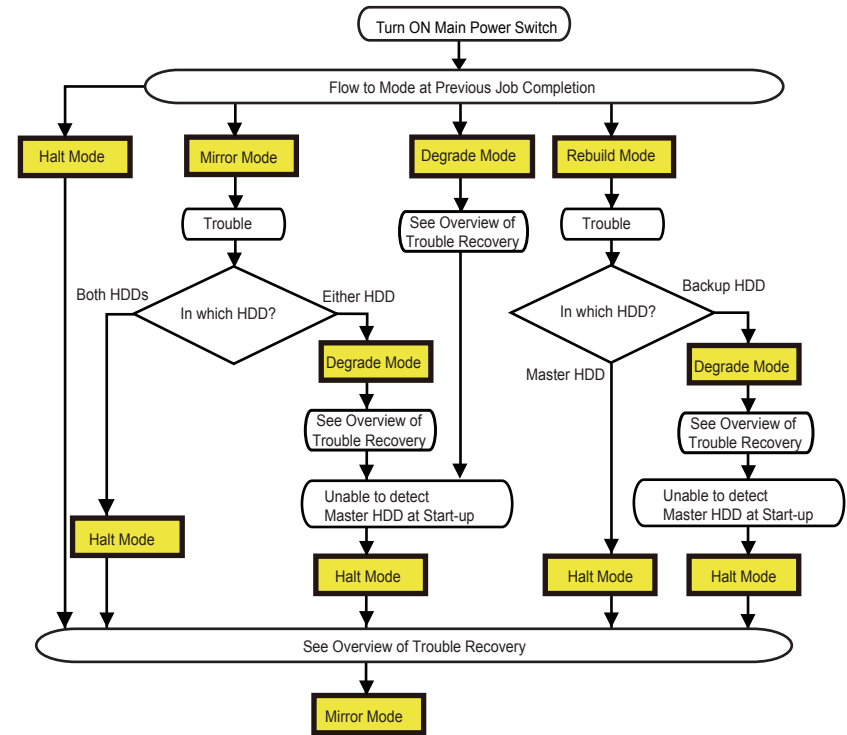 Turn ON Main Power Switch
Flow to Mode at Previous Job Completion
Halt Mode
Mirror Mode
Degrade Mode
Rebuild Mode
Trouble
See Overview of
Trouble Recovery
Trouble
Both HDDs
In which HDD?
Either HDD
In which HDD?
Backup HDD
Master HDD
Degrade Mode
Degrade Mode
See Overview of
Trouble Recovery
See Overview of
Trouble Recovery
Unable to detect
Master HDD at Start-up
Unable to detect
Master HDD at Start-up
Halt Mode
Halt Mode
Halt Mode
Halt Mode
See Overview of Trouble Recovery
Mirror Mode